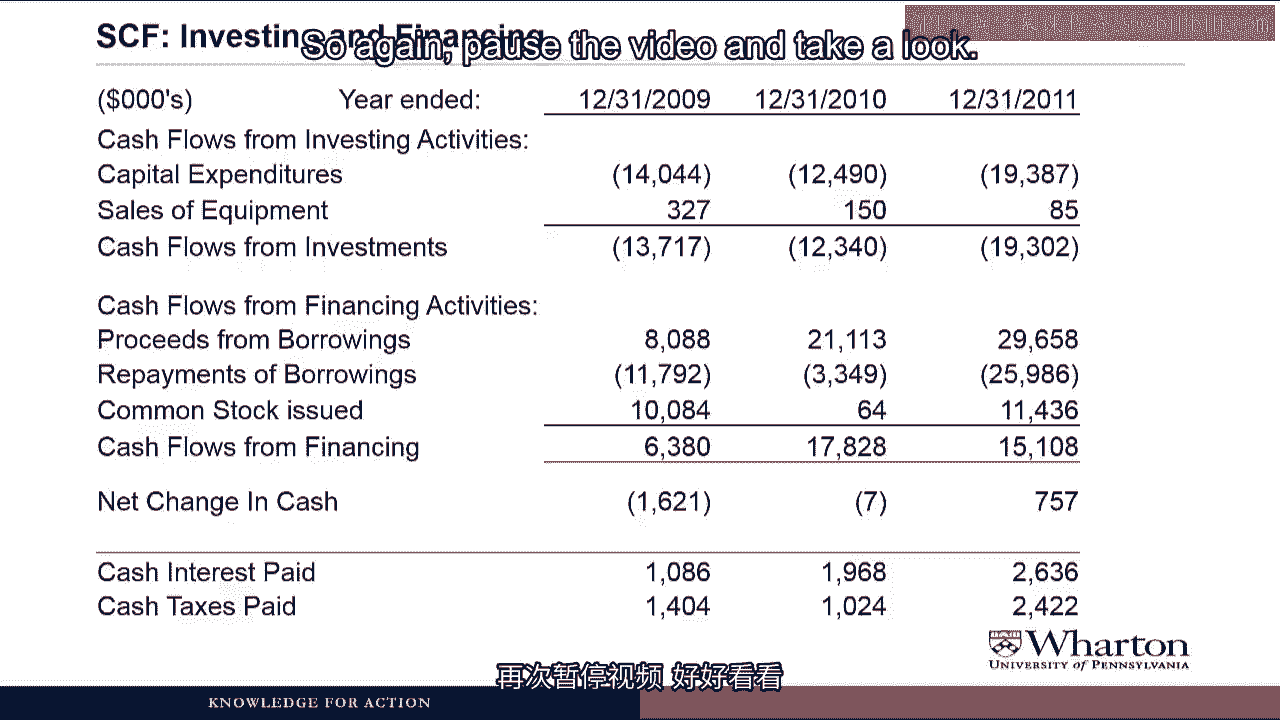 SCF: Investing and Financing
So again, pause the video and take a look.
($000's) Year ended: 12/31/2009 12/31/2010 12/31/2011
Cash Flows from Investing Activities:
Capital Expenditures (14,044) (12,490) (19,387)
Sales of Equipment 327 150 85
Cash Flows from Investments (13,717) (12,340) (19,302)
Cash Flows from Financing Activities:
Proceeds from Borrowings 8,088 21,113 29,658
Repayments of Borrowings (11,792) (3,349) (25,986)
Common Stock issued 10,084 64 11,436
Cash Flows from Financing 6,380 17,828 15,108
Net Change In Cash (1,621) (7) 757
Cash Interest Paid 1,086 1,968 2,636
Cash Taxes Paid 1,404 1,024 2,422
Wharton
UNIVERSITY of PENNSYLVANIA
再次暂停视频 好好看看
KNOWLEDGE FOR ACTION